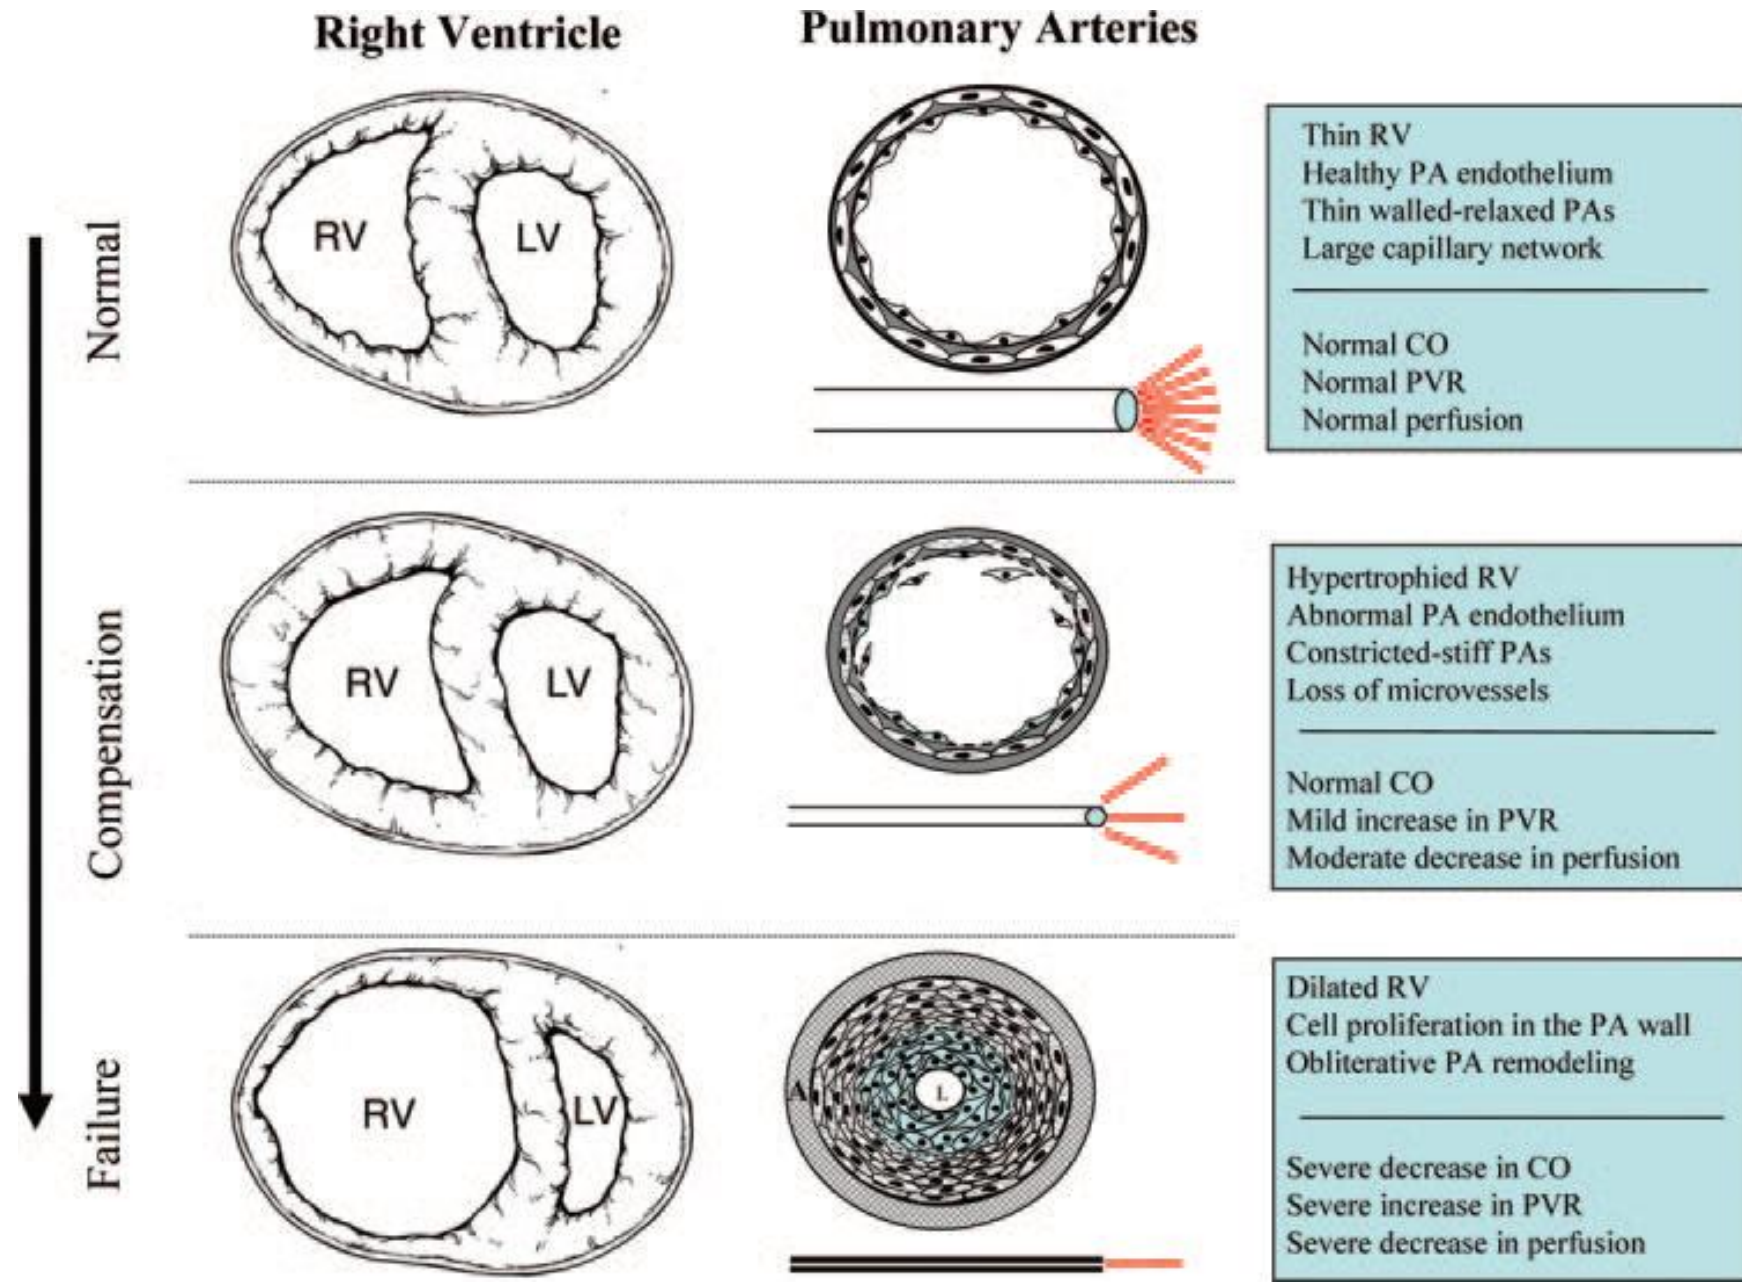 Right Ventricle
Pulmonary Arteries
Normal
RV
LV
Thin RV
Healthy PA endothelium
Thin walled-relaxed PAs
Large capillary network
Normal CO
Normal PVR
Normal perfusion
Compensation
RV
LV
Hypertrophied RV
Abnormal PA endothelium
Constricted-stiff PAs
Loss of microvessels
Normal CO
Mild increase in PVR
Moderate decrease in perfusion
Failure
RV
LV
A
L
Dilated RV
Cell proliferation in the PA wall
Obliterative PA remodeling
Severe decrease in CO
Severe increase in PVR
Severe decrease in perfusion